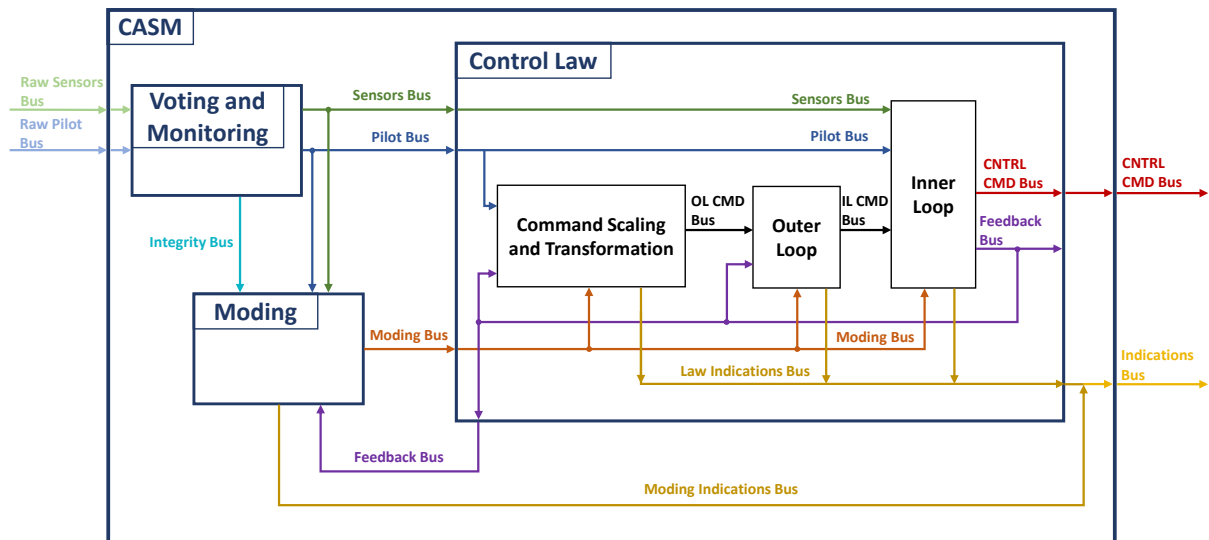 CASM
Control Law
Raw Sensors
Bus
Raw Pilot
Bus
Voting and
Monitoring
Sensors Bus
Pilot Bus
Sensors Bus
Pilot Bus
Integrity Bus
Command Scaling
and Transformation
OL CMD
Bus
Outer
Loop
IL CMD
Bus
Inner
Loop
CNTRL
CMD Bus
Feedback
Bus
CNTRL
CMD Bus
Moding
Moding Bus
Moding Bus
Law Indications Bus
Indications
Bus
Feedback Bus
Moding Indications Bus